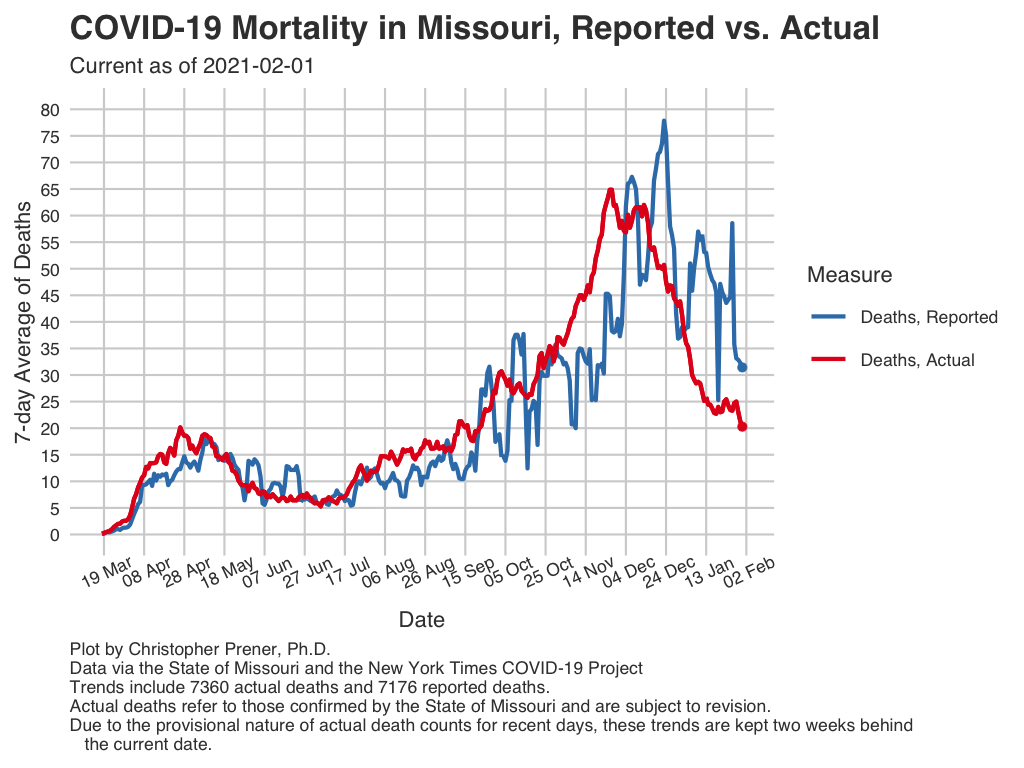 COVID-19 Mortality in Missouri, Reported vs. Actual
Current as of 2021-02-01
80
75
70
65
60
55
50
45
40
35
30
25
20
15
10
5
0
7-day Average of Deaths
19 Mar
08 Apr
28 Apr
18 May
07 Jun
27 Jun
17 Jul
06 Aug
26 Aug
15 Sep
05 Oct
25 Oct
14 Nov
04 Dec
24 Dec
13 Jan
02 Feb
Date
Measure
Deaths, Reported
Deaths, Actual
Plot by Christopher Prener, Ph.D.
Data via the State of Missouri and the New York Times COVID-19 Project
Trends include 7360 actual deaths and 7176 reported deaths.
Actual deaths refer to those confirmed by the State of Missouri and are subject to revision.
Due to the provisional nature of actual death counts for recent days, these trends are kept two weeks behind
the current date.